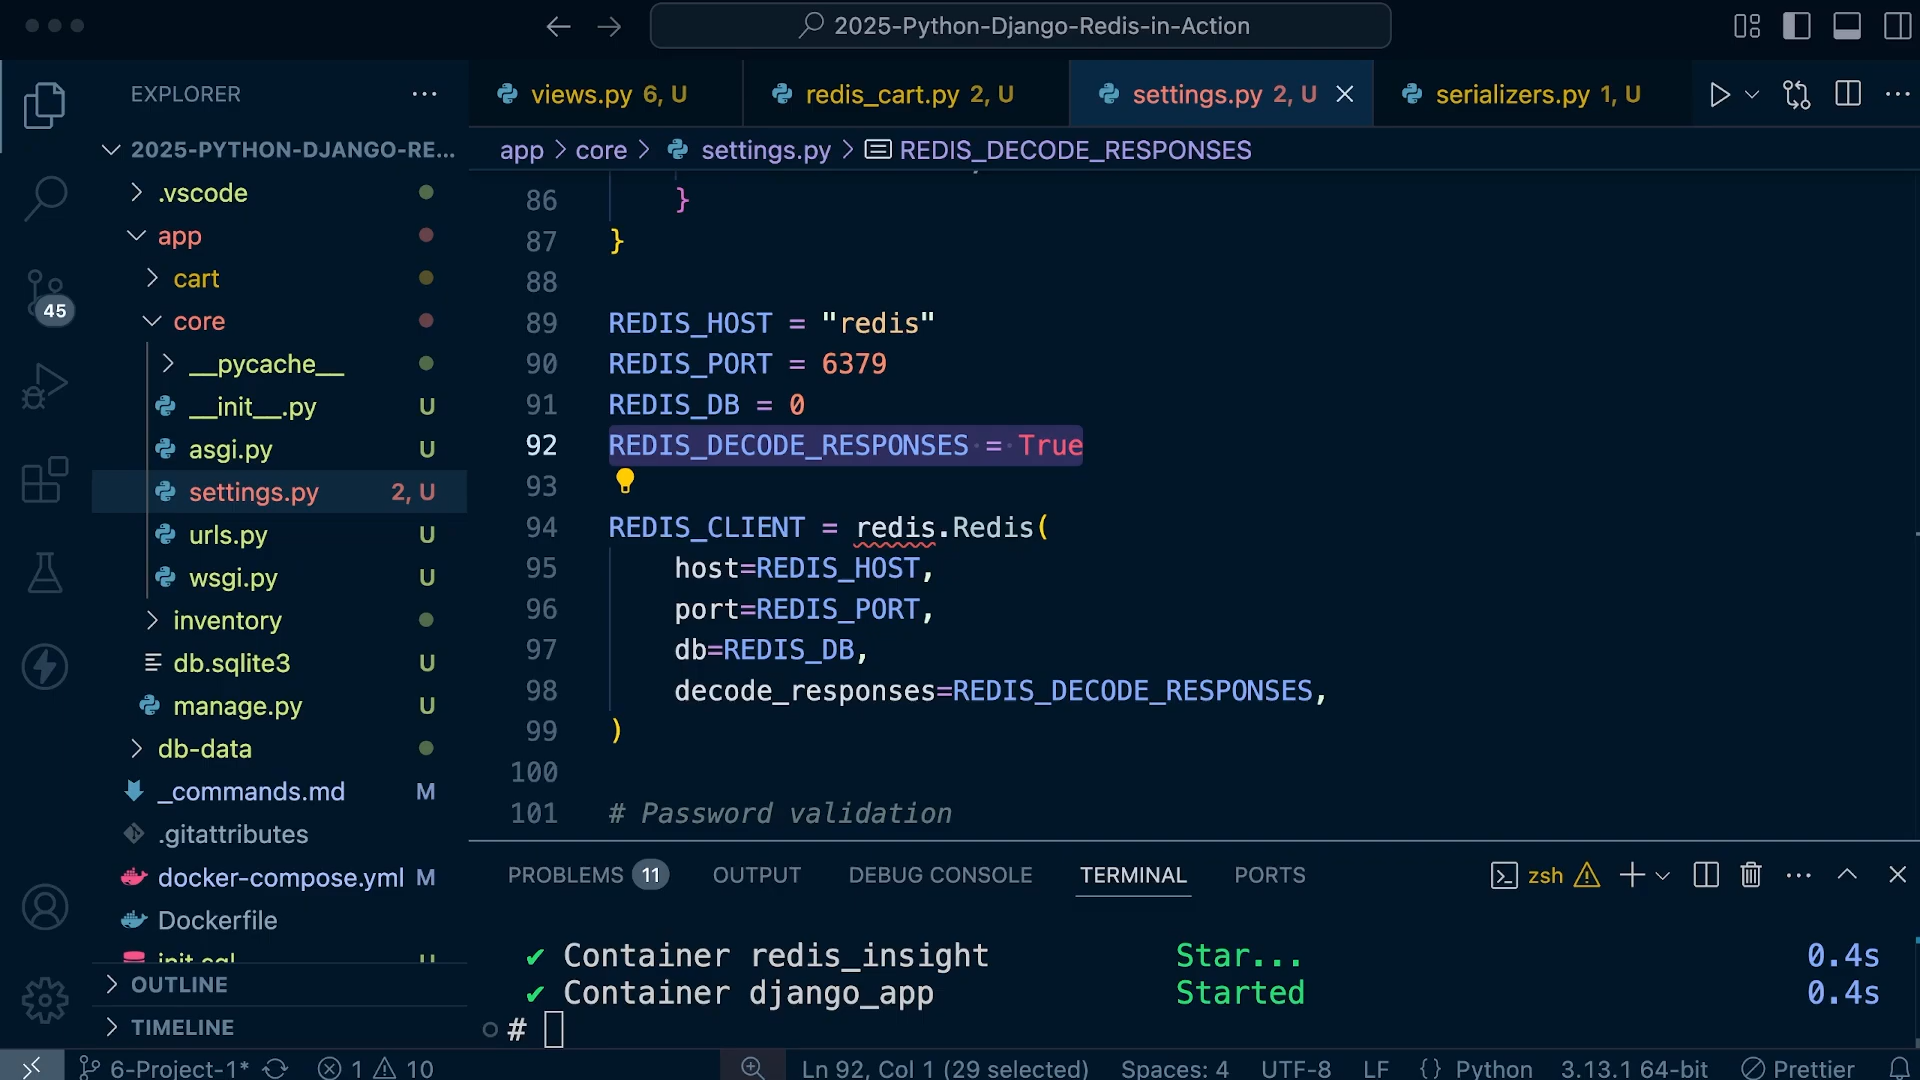 2025-Python-Django-Redis-in-Action
EXPLORER
views.py 6, U
redis_cart.py 2, U
settings.py 2, U
serializers.py 1, U
app > core > settings.py > REDIS_DECODE_RESPONSES
2025-PYTHON-DJANGO-RE...
.vscode
app
cart
45
core
__pycache__
__init__.py U
asgi.py U
settings.py 2, U
urls.py U
wsgi.py U
inventory
db.sqlite3 U
manage.py U
db-data
_commands.md M
.gitattributes
docker-compose.yml M
Dockerfile
init.sql U
OUTLINE
TIMELINE
86 }
87 }
88
89 REDIS_HOST = "redis"
90 REDIS_PORT = 6379
91 REDIS_DB = 0
92 REDIS_DECODE_RESPONSES = True
93
94 REDIS_CLIENT = redis.Redis(
95 host=REDIS_HOST,
96 port=REDIS_PORT,
97 db=REDIS_DB,
98 decode_responses=REDIS_DECODE_RESPONSES,
99 )
100
101 # Password validation
PROBLEMS 11 OUTPUT DEBUG CONSOLE TERMINAL PORTS zsh
✔ Container redis_insight Star... 0.4s
✔ Container django_app Started 0.4s
#
6-Project-1* 1 10 Ln 92, Col 1 (29 selected) Spaces: 4 UTF-8 LF {} Python 3.13.1 64-bit Prettier